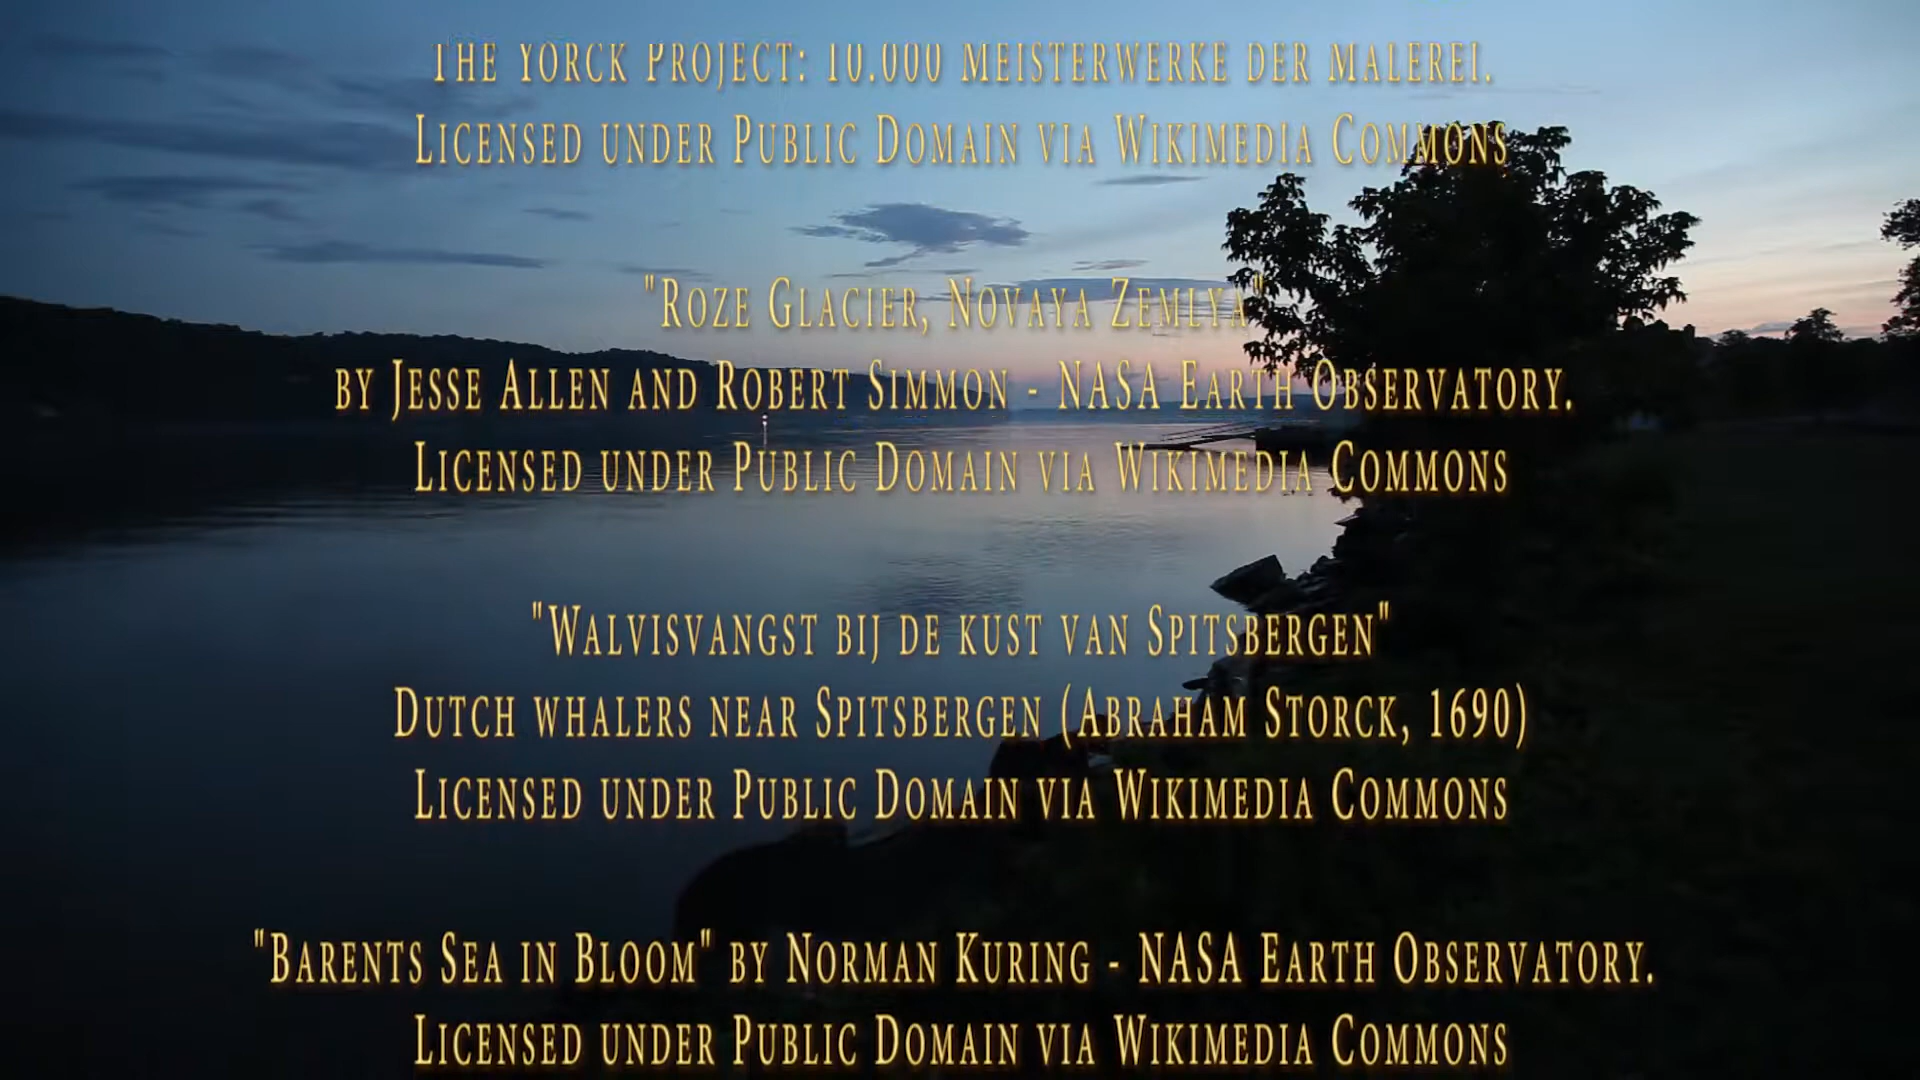 The Yorck Project: 10.000 Meisterwerke der Malerei.
Licensed under Public Domain via Wikimedia Commons
"Roze Glacier, Novaya Zemlya"
by Jesse Allen and Robert Simmon - NASA Earth Observatory.
Licensed under Public Domain via Wikimedia Commons
"Walvisvangst bij de kust van Spitsbergen"
Dutch whalers near Spitsbergen (Abraham Storck, 1690)
Licensed under Public Domain via Wikimedia Commons
"Barents Sea in Bloom" by Norman Kuring - NASA Earth Observatory.
Licensed under Public Domain via Wikimedia Commons